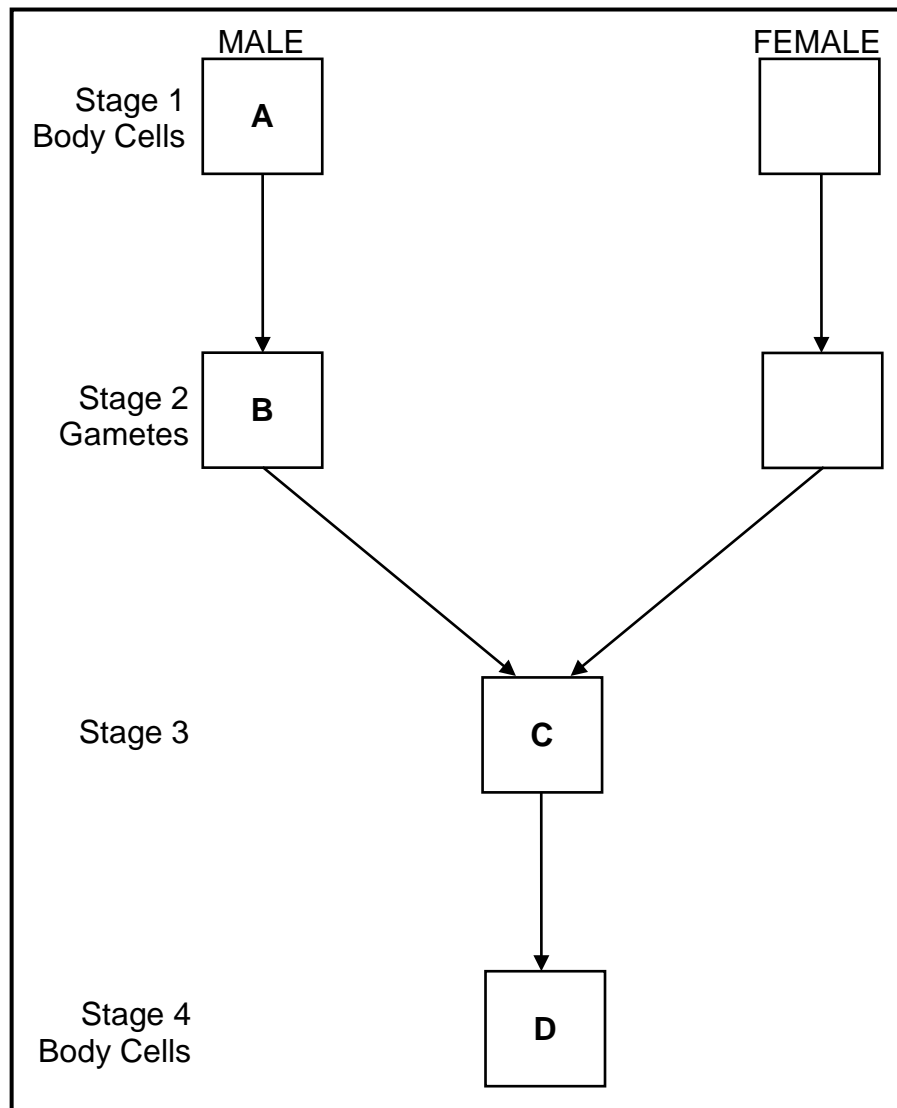 MALE FEMALE
Stage 1
Body Cells
A
Stage 2
Gametes
B
Stage 3
C
Stage 4
Body Cells
D